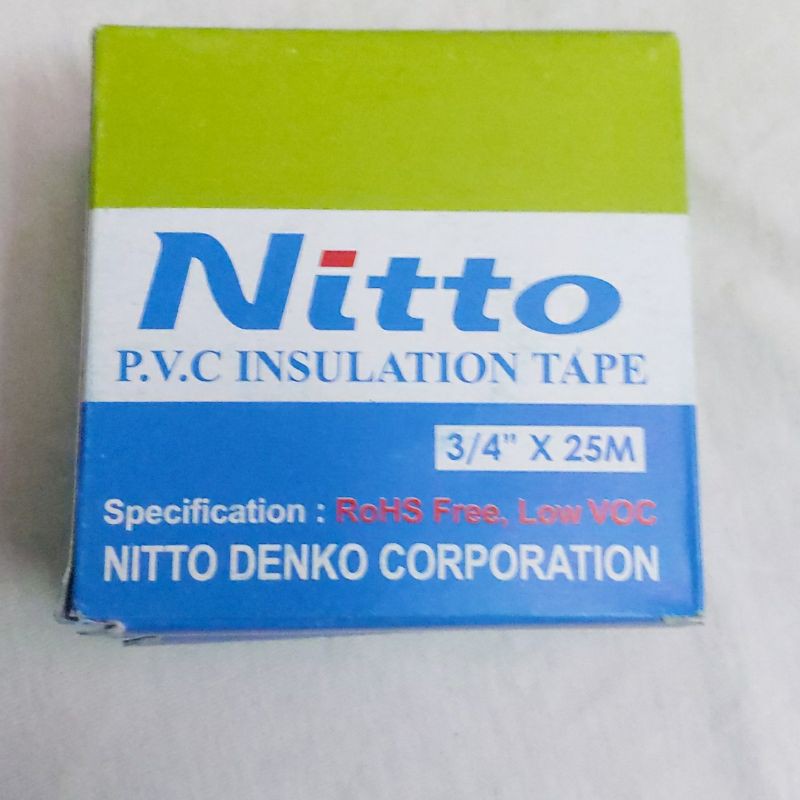 Nitto
P.V.C INSULATION TAPE
3/4" X 25M
Specification : RoHS Free, Low VOC
NITTO DENKO CORPORATION